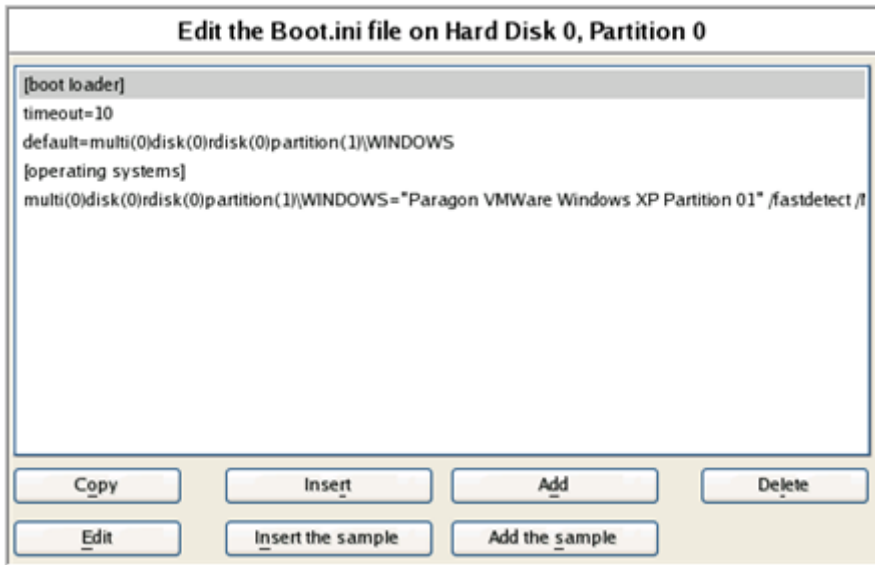 Edit the Boot.ini file on Hard Disk 0, Partition 0
[boot loader]
timeout=10
default=multi(0)disk(0)rdisk(0)partition(1)\WINDOWS
[operating systems]
multi(0)disk(0)rdisk(0)partition(1)\WINDOWS="Paragon VMWare Windows XP Partition 01" /fastdetect
Copy Insert Add Delete
Edit Insert the sample Add the sample